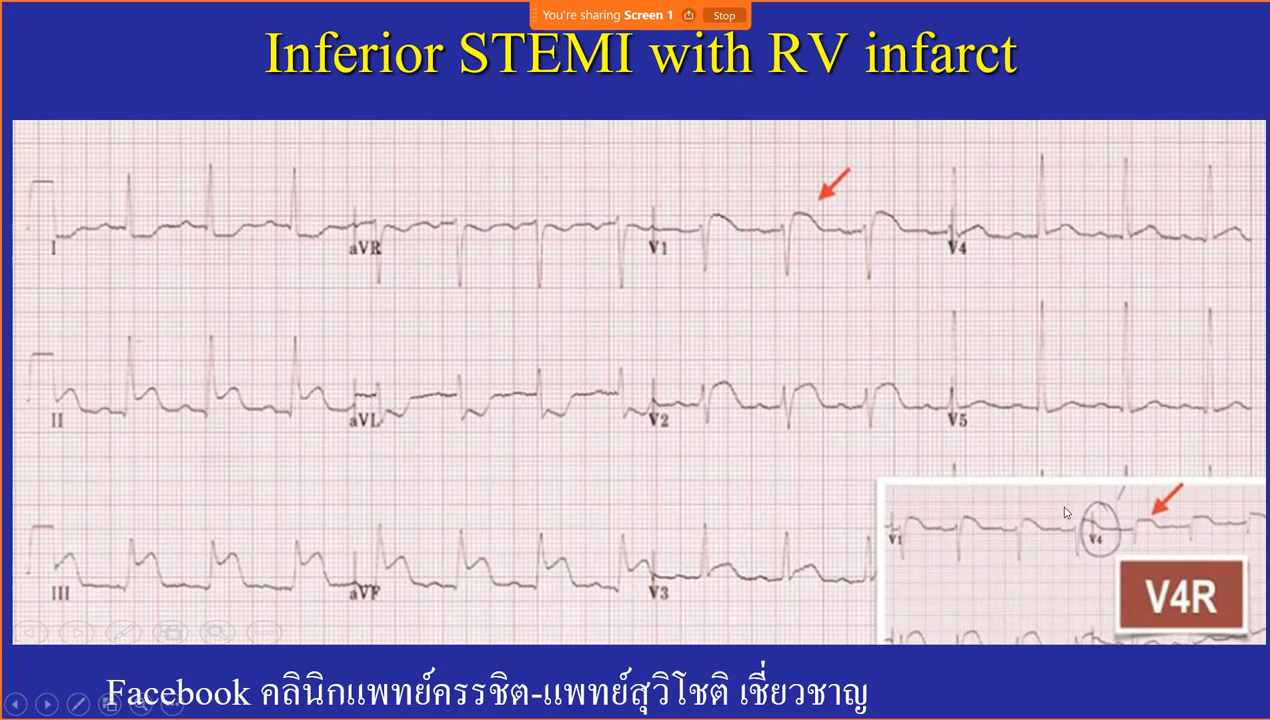 You're sharing Screen 1 Stop
Inferior STEMI with RV infarct
I aVR V1 V4
II aVL V2 V5
V1 V4
III aVF V3
V4R
Facebook คลินิกแพทย์ครรชิต-แพทย์สุวิโชติ เชี่ยวชาญ